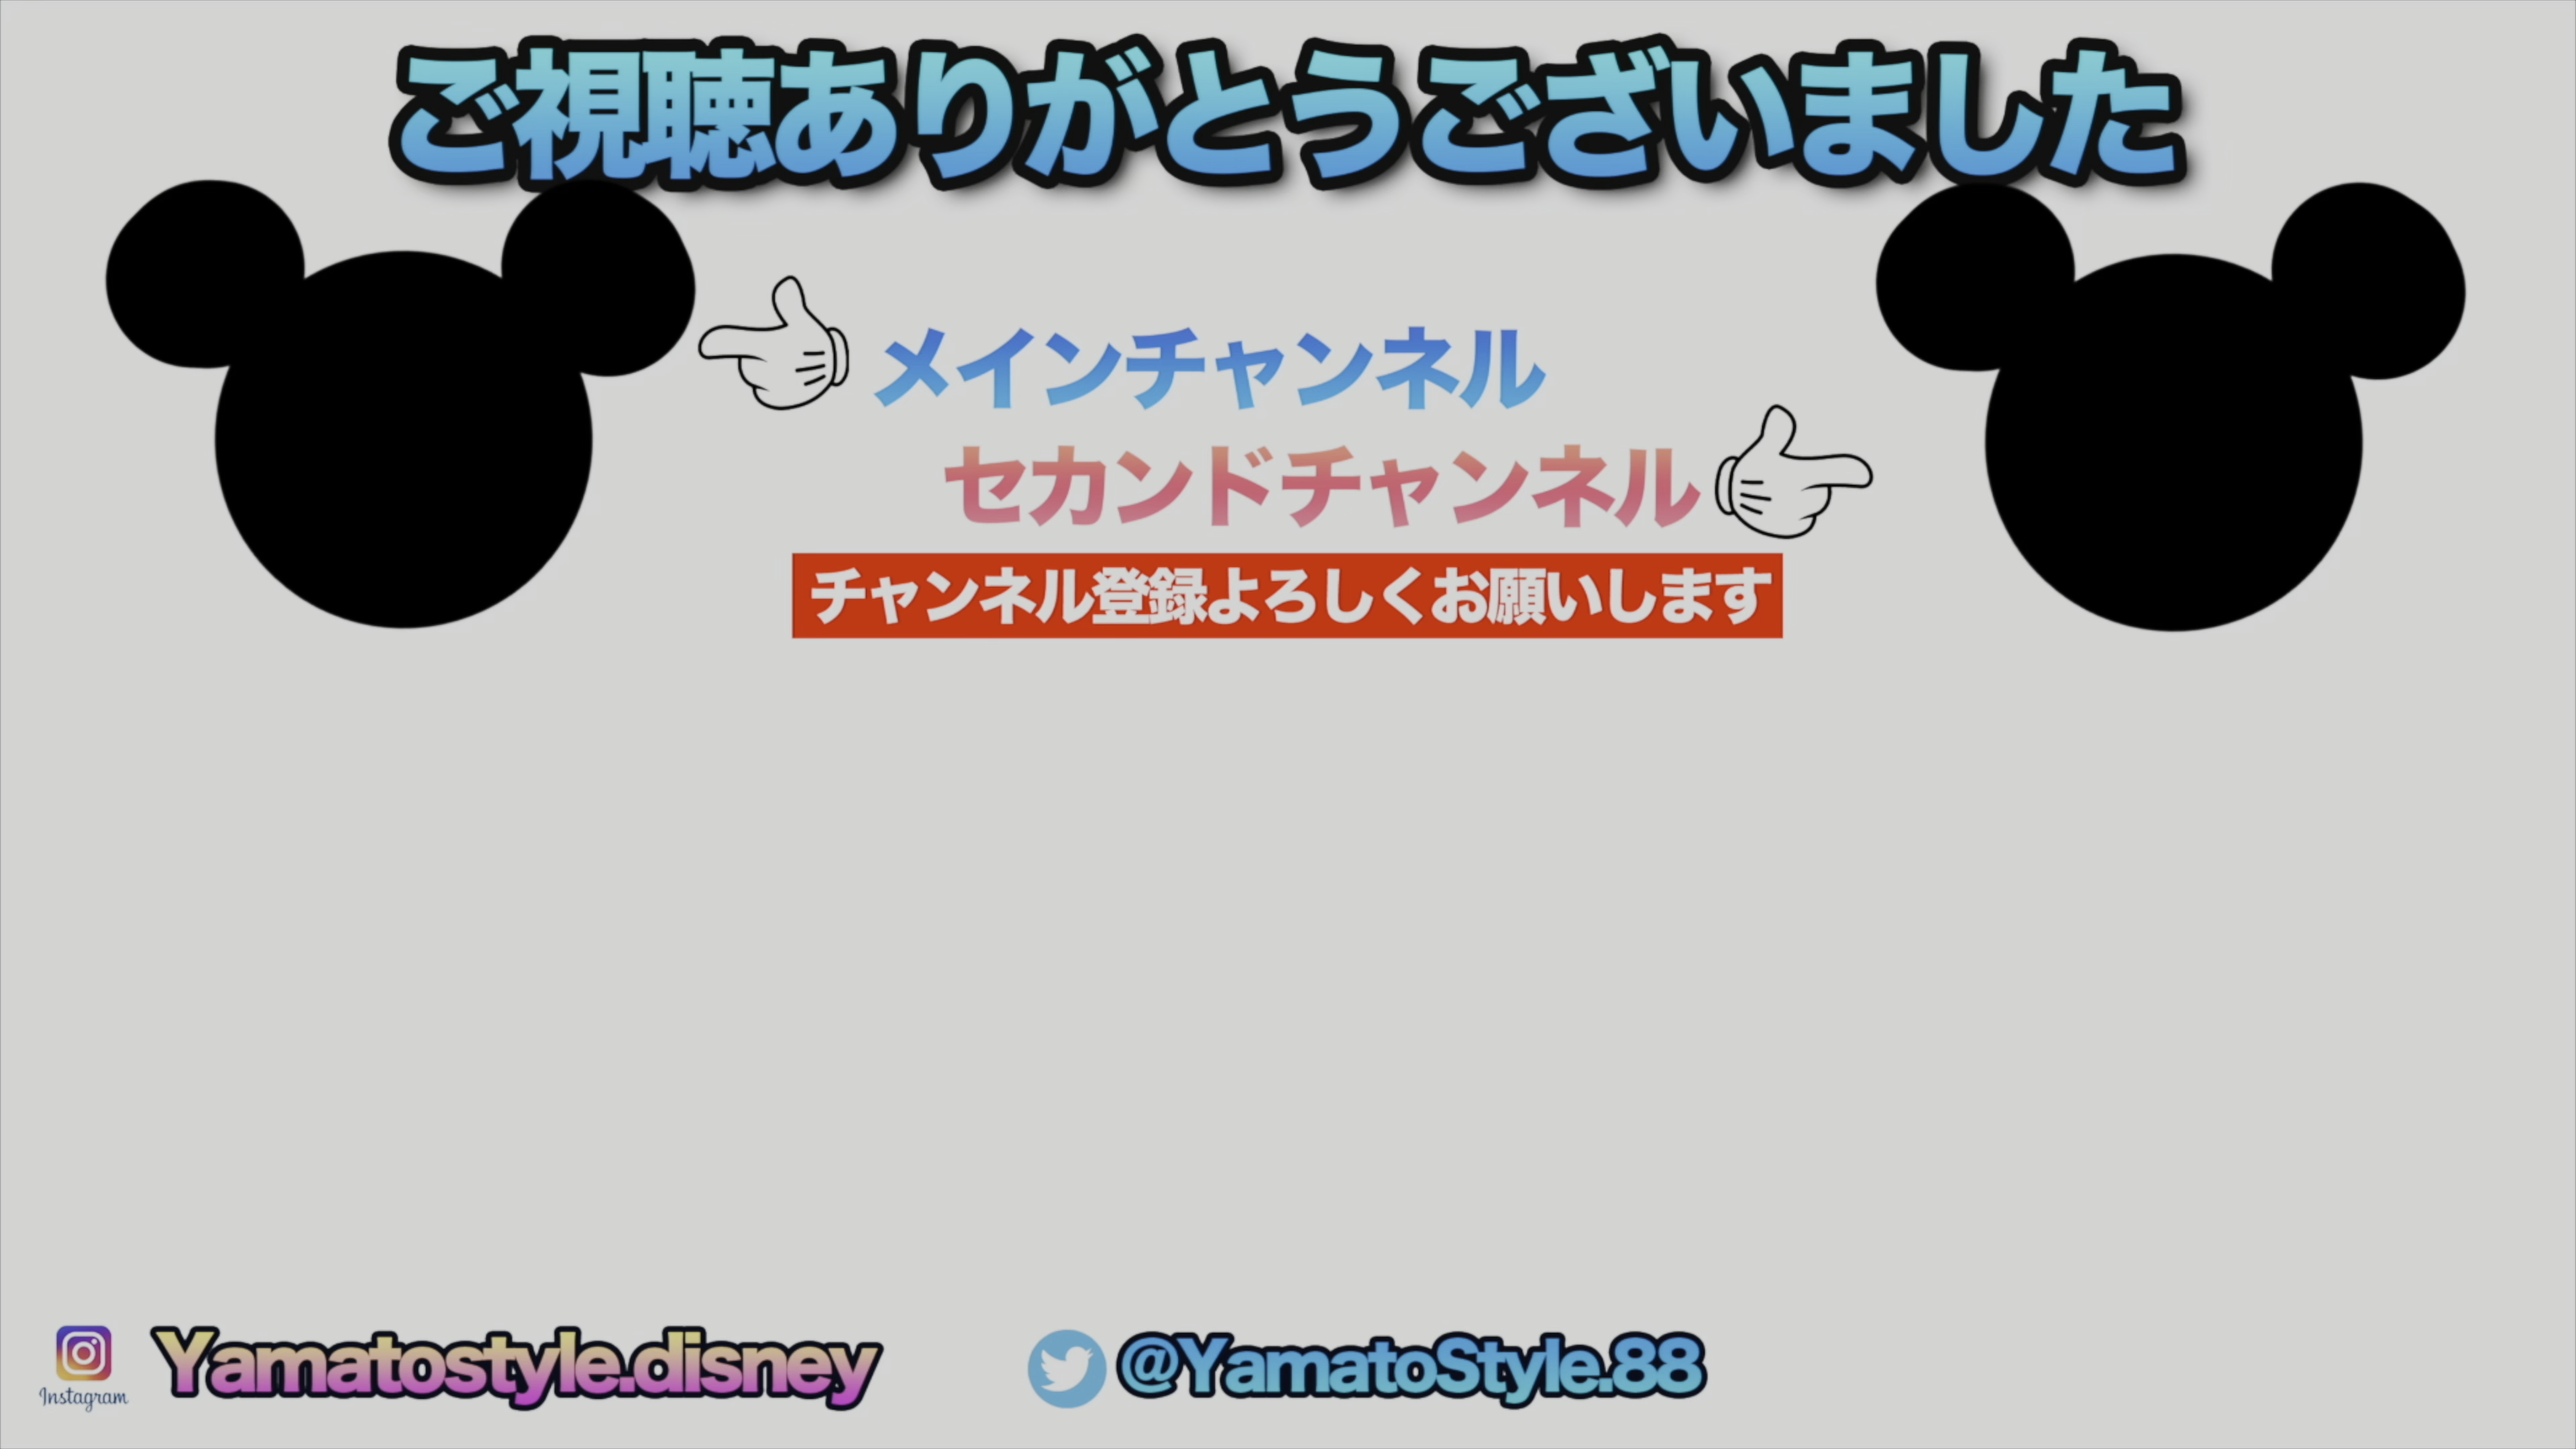 ご視聴ありがとうございました
メインチャンネル
セカンドチャンネル
チャンネル登録よろしくお願いします
Instagram
Yamatostyle.disney
@YamatoStyle.88